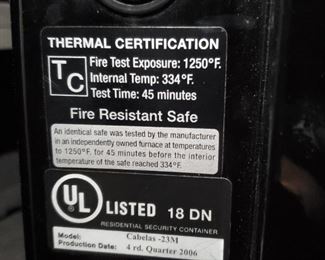 THERMAL CERTIFICATION
TC
Fire Test Exposure: 1250°F.
Internal Temp: 334°F.
Test Time: 45 minutes
Fire Resistant Safe
An identical safe was tested by the manufacturer
in an independently owned furnace at temperatures
to 1250°F. for 45 minutes before the interior
temperature of the safe reached 334°F.
UL
LISTED 18 DN
RESIDENTIAL SECURITY CONTAINER
Model: Cabelas -23M
Production Date: 4 rd. Quarter 2006